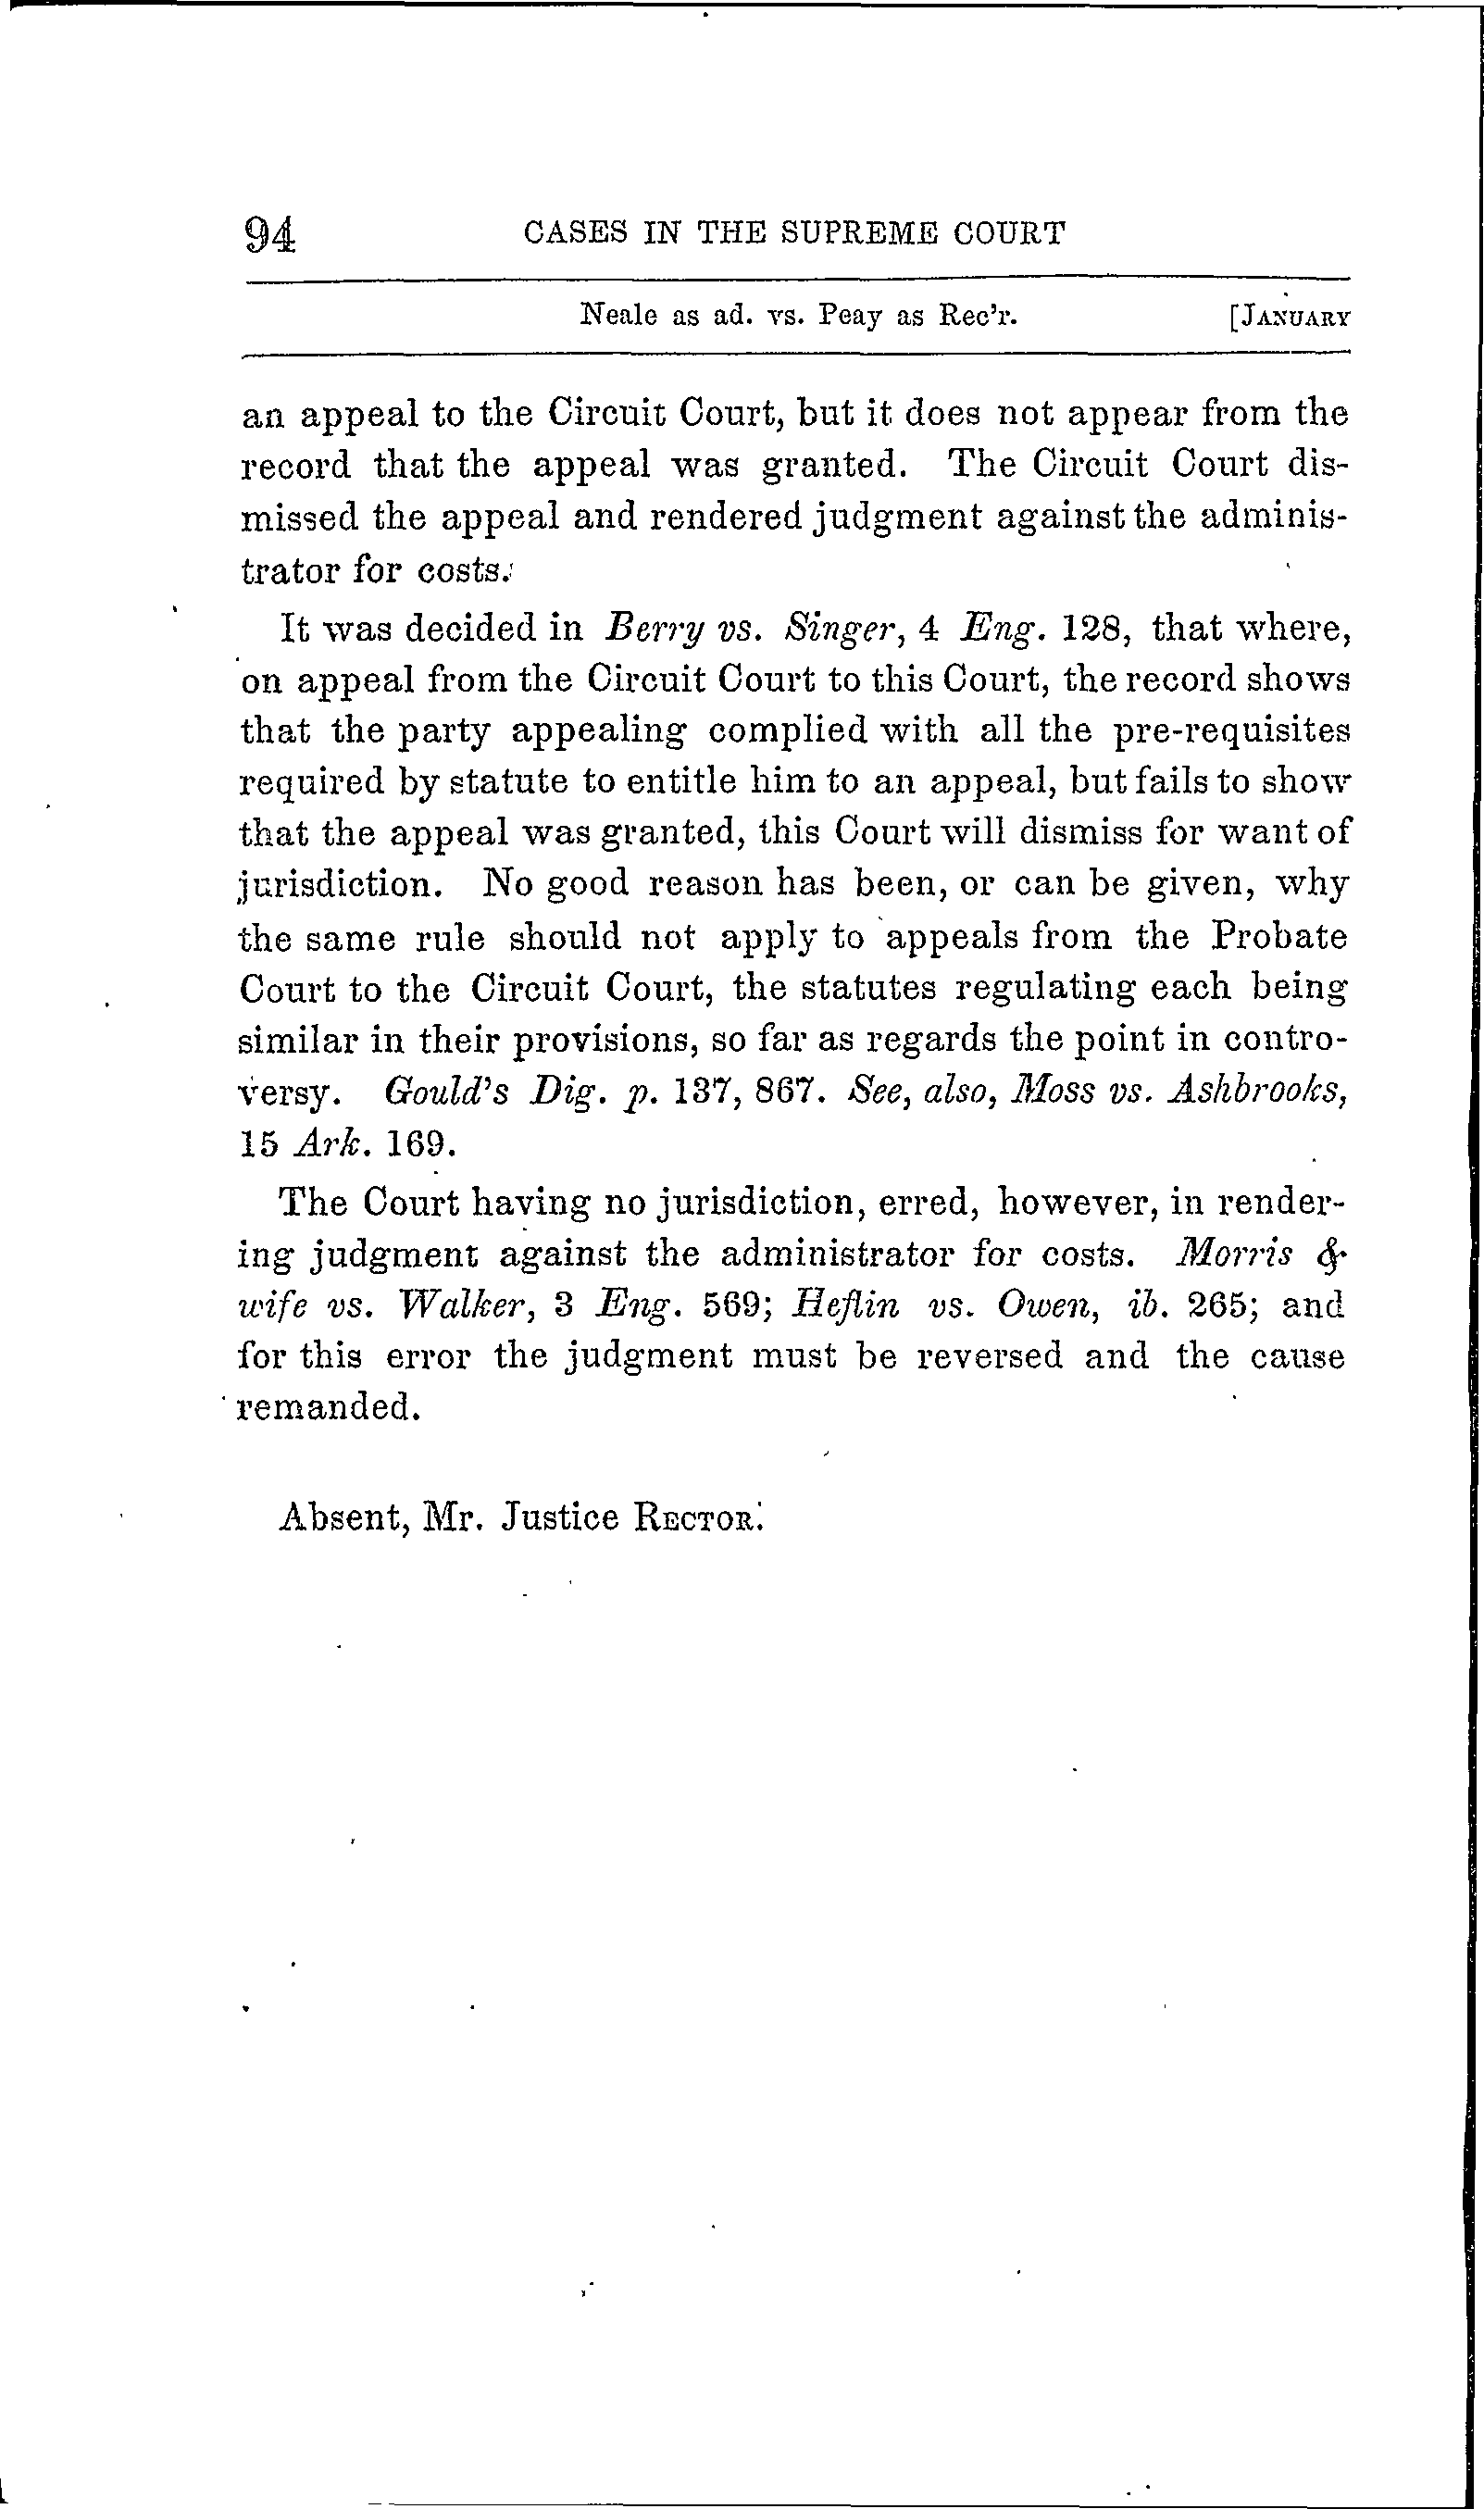 94 CASES IN THE SUPREME COURT
Neale as ad. vs. Peay as Rec'r. [JANUARY
an appeal to the Circuit Court, but it does not appear from the
record that the appeal was granted. The Circuit Court dis-
missed the appeal and rendered judgment against the adminis-
trator for costs.
It was decided in Berry vs. Singer, 4 Eng. 128, that where,
on appeal from the Circuit Court to this Court, the record shows
that the party appealing complied with all the pre-requisites
required by statute to entitle him to an appeal, but fails to show
that the appeal was granted, this Court will dismiss for want of
jurisdiction. No good reason has been, or can be given, why
the same rule should not apply to appeals from the Probate
Court to the Circuit Court, the statutes regulating each being
similar in their provisions, so far as regards the point in contro-
versy. Gould's Dig. p. 137, 867. See, also, Moss vs. Ashbrooks,
15 Ark. 169.
The Court having no jurisdiction, erred, however, in render-
ing judgment against the administrator for costs. Morris &
wife vs. Walker, 3 Eng. 569; Heflin vs. Owen, ib. 265; and
for this error the judgment must be reversed and the cause
remanded.
Absent, Mr. Justice RECTOR.